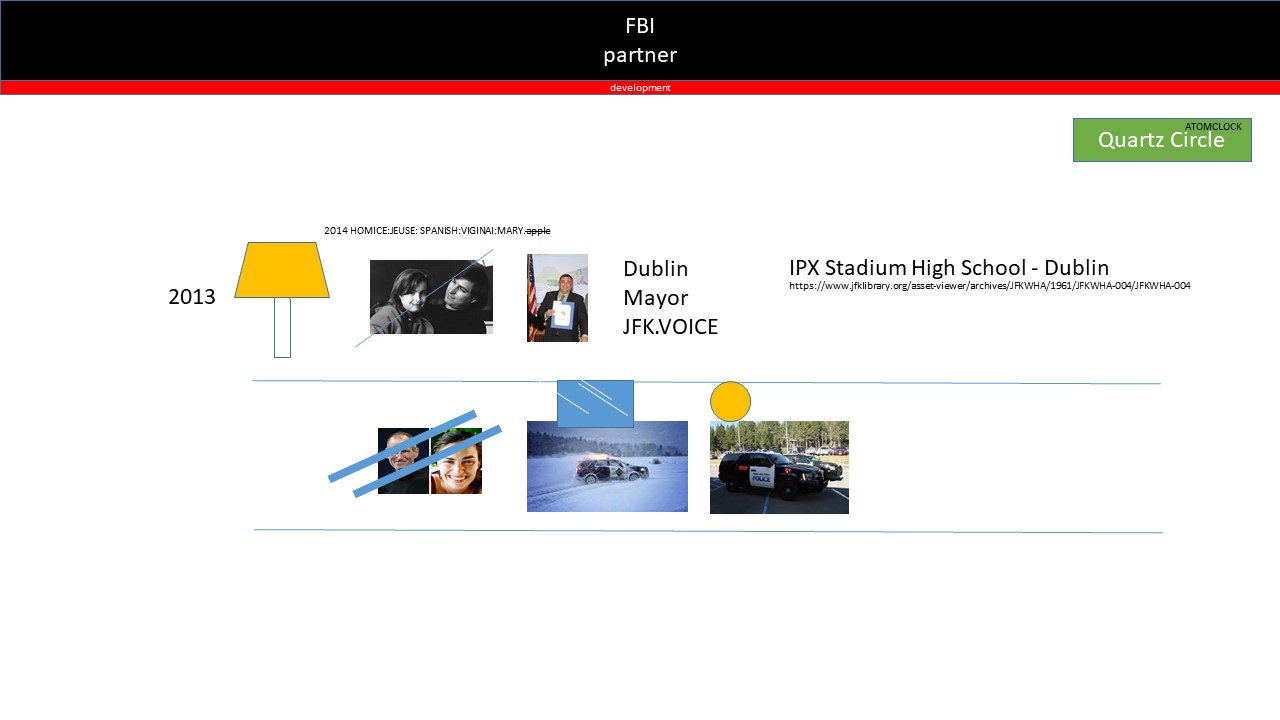 FBI
partner
development
ATOMCLOCK
Quartz Circle
2014 HOMICE:JEUSE: SPANISH:VIGINAI:MARY.apple
2013
Dublin
Mayor
JFK.VOICE
IPX Stadium High School - Dublin
https://www.jfklibrary.org/asset-viewer/archives/JFKWHA/1961/JFKWHA-004/JFKWHA-004
POLICE